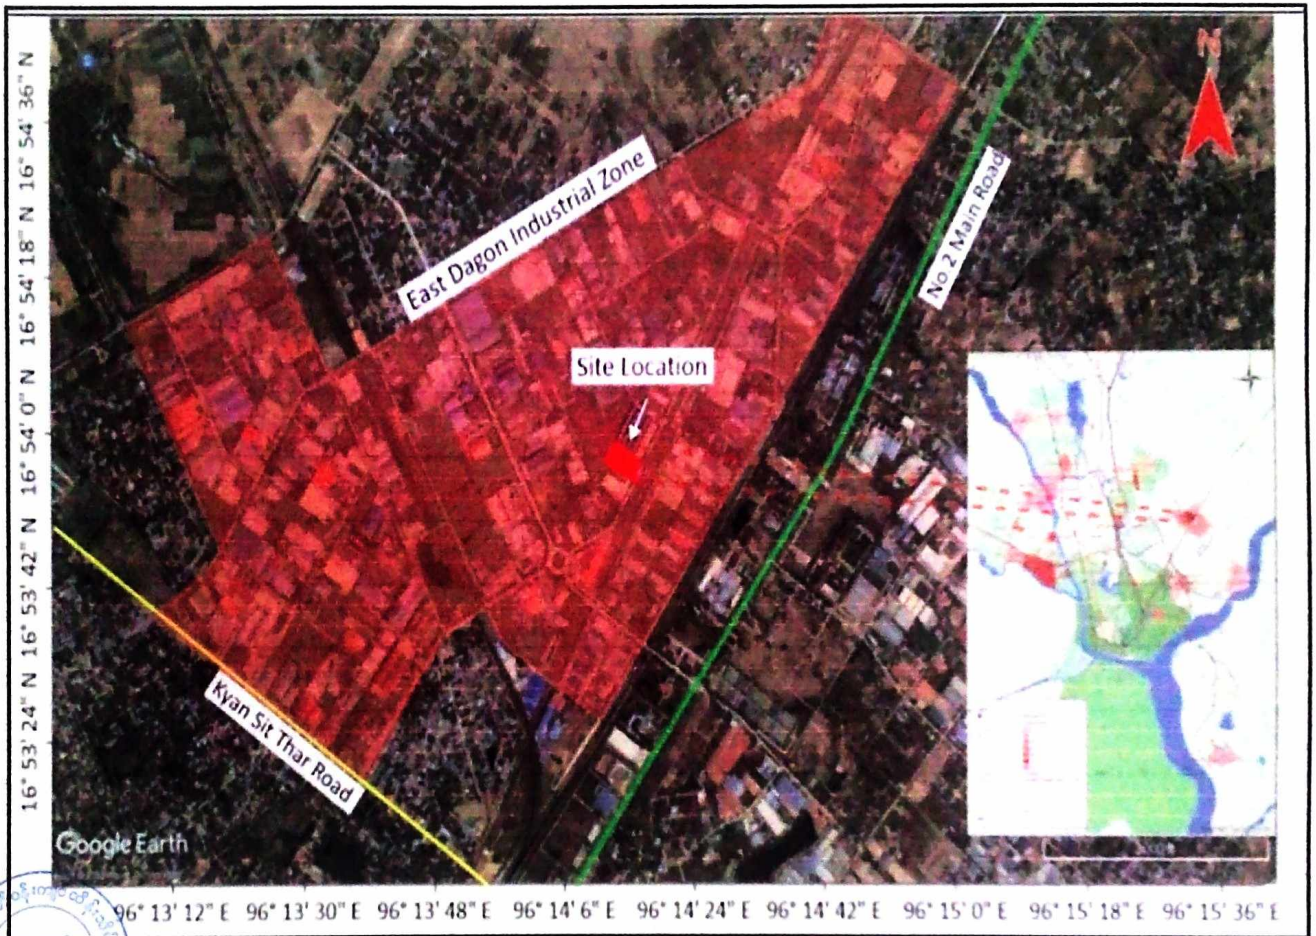 N
16° 54' 36" N
16° 54' 18" N
16° 54' 0" N
16° 53' 42" N
16° 53' 24" N
East Dagon Industrial Zone
No 2 Main Road
Site Location
Kyan Sit Thar Road
Google Earth
96° 13' 12" E 96° 13' 30" E 96° 13' 48" E 96° 14' 6" E 96° 14' 24" E 96° 14' 42" E 96° 15' 0" E 96° 15' 18" E 96° 15' 36" E